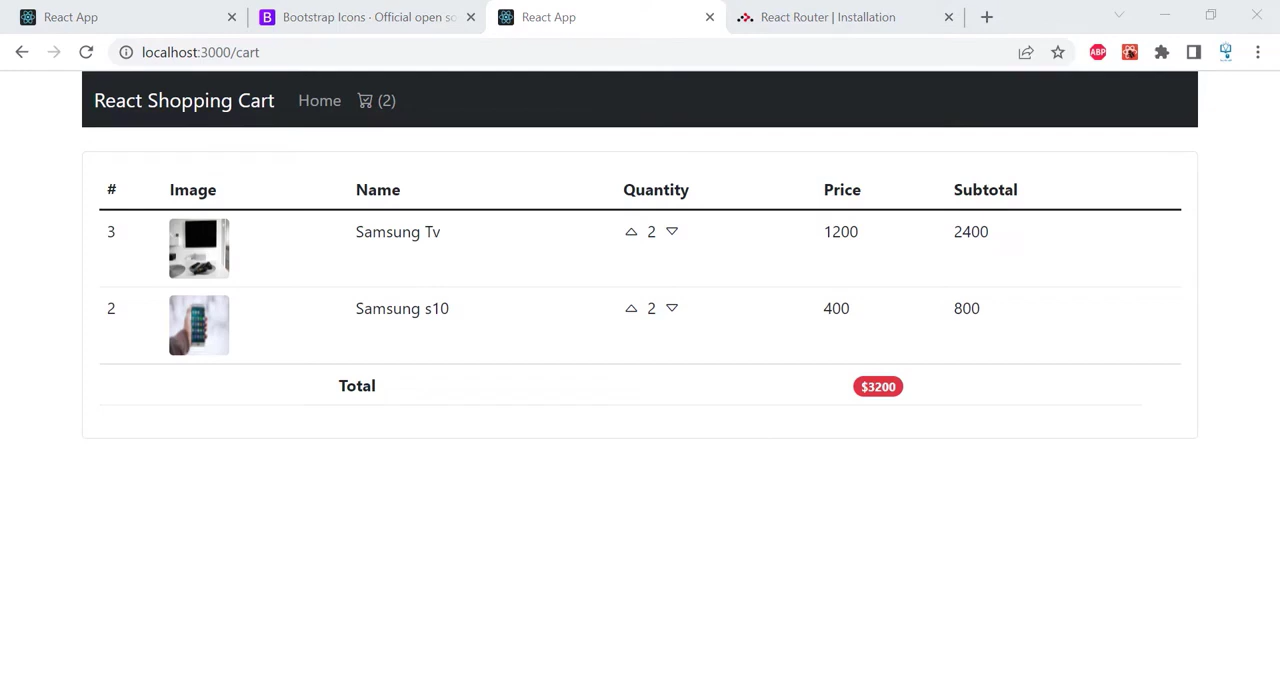 React App
Bootstrap Icons · Official open so
React App
React Router | Installation
localhost:3000/cart
ABP
React Shopping Cart Home (2)
# Image Name Quantity Price Subtotal
3 Samsung Tv 2 1200 2400
2 Samsung s10 2 400 800
Total $3200